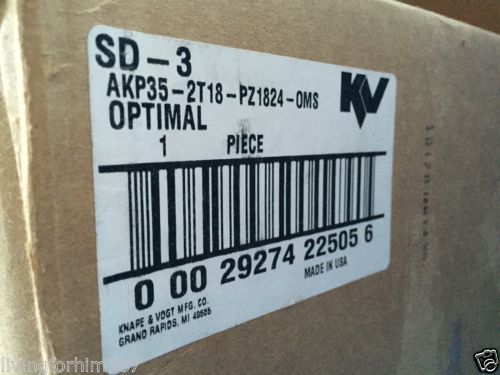 SD-3
KV
AKP35-2T18-PZ1824-OMS
OPTIMAL
1 PIECE
0 00 29274 22505 6
MADE IN USA
KNAPE & VOGT MFG. CO.
GRAND RAPIDS, MI 49505